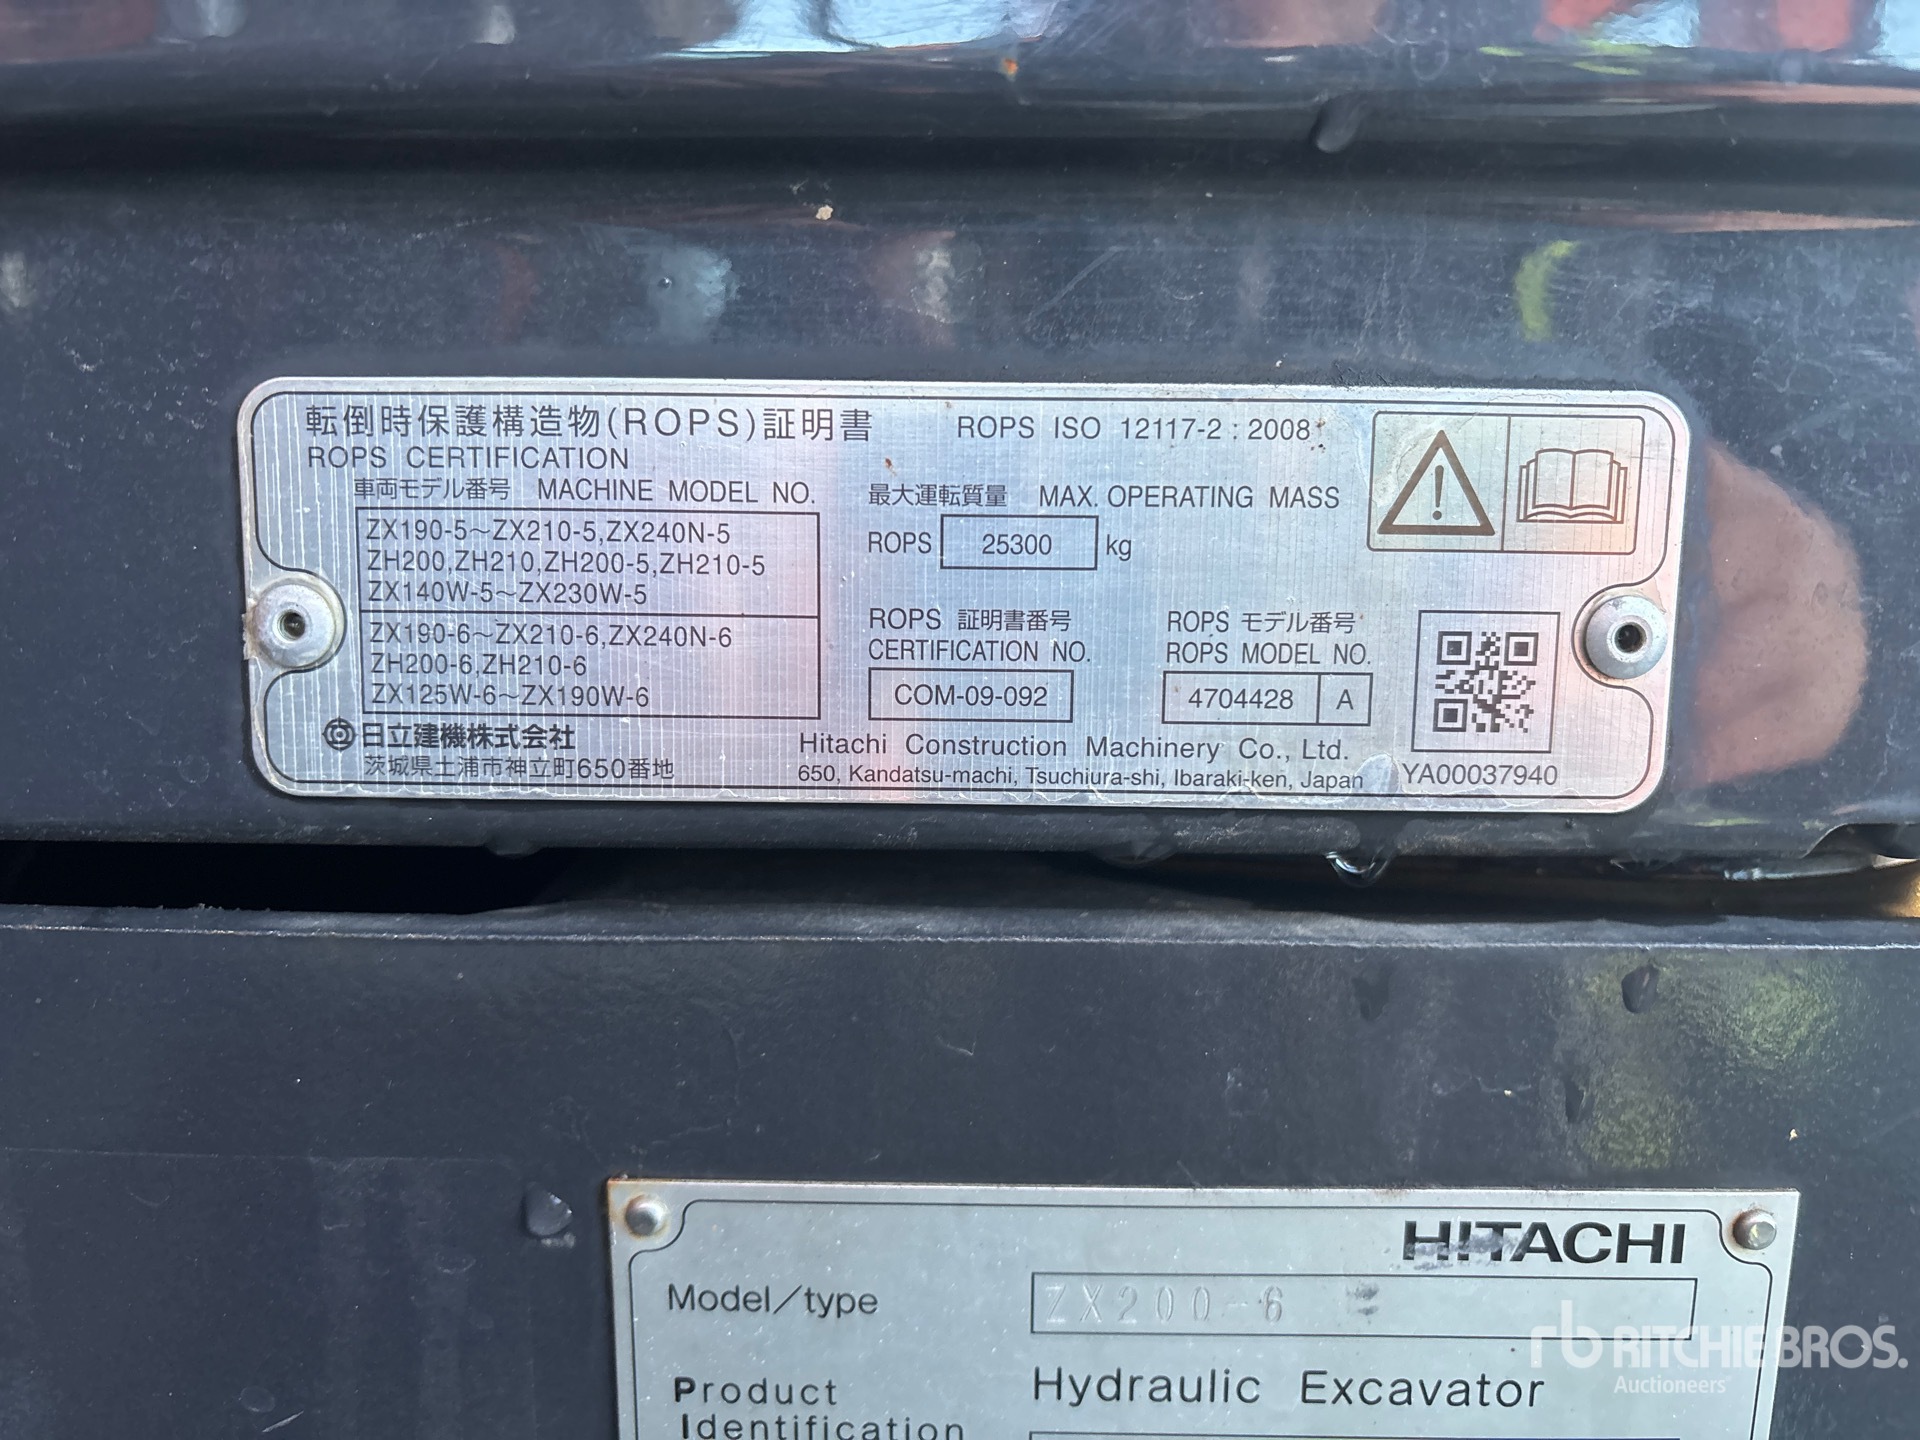 転倒時保護構造物(ROPS)証明書
ROPS CERTIFICATION
ROPS ISO 12117-2 : 2008
車両モデル番号 MACHINE MODEL NO.
ZX190-5~ZX210-5,ZX240N-5
ZH200,ZH210,ZH200-5,ZH210-5
ZX140W-5~ZX230W-5
ZX190-6~ZX210-6,ZX240N-6
ZH200-6,ZH210-6
ZX125W-6~ZX190W-6
最大運転質量 MAX. OPERATING MASS
ROPS 25300 kg
ROPS 証明書番号
CERTIFICATION NO.
COM-09-092
ROPS モデル番号
ROPS MODEL NO.
4704428 A
日立建機株式会社
茨城県土浦市神立町650番地
Hitachi Construction Machinery Co., Ltd.
650, Kandatsu-machi, Tsuchiura-shi, Ibaraki-ken, Japan
YA00037940
HITACHI
Model/type ZX200-6
Product
Identification
Hydraulic Excavator
rb RITCHIE BROS.
Auctioneers